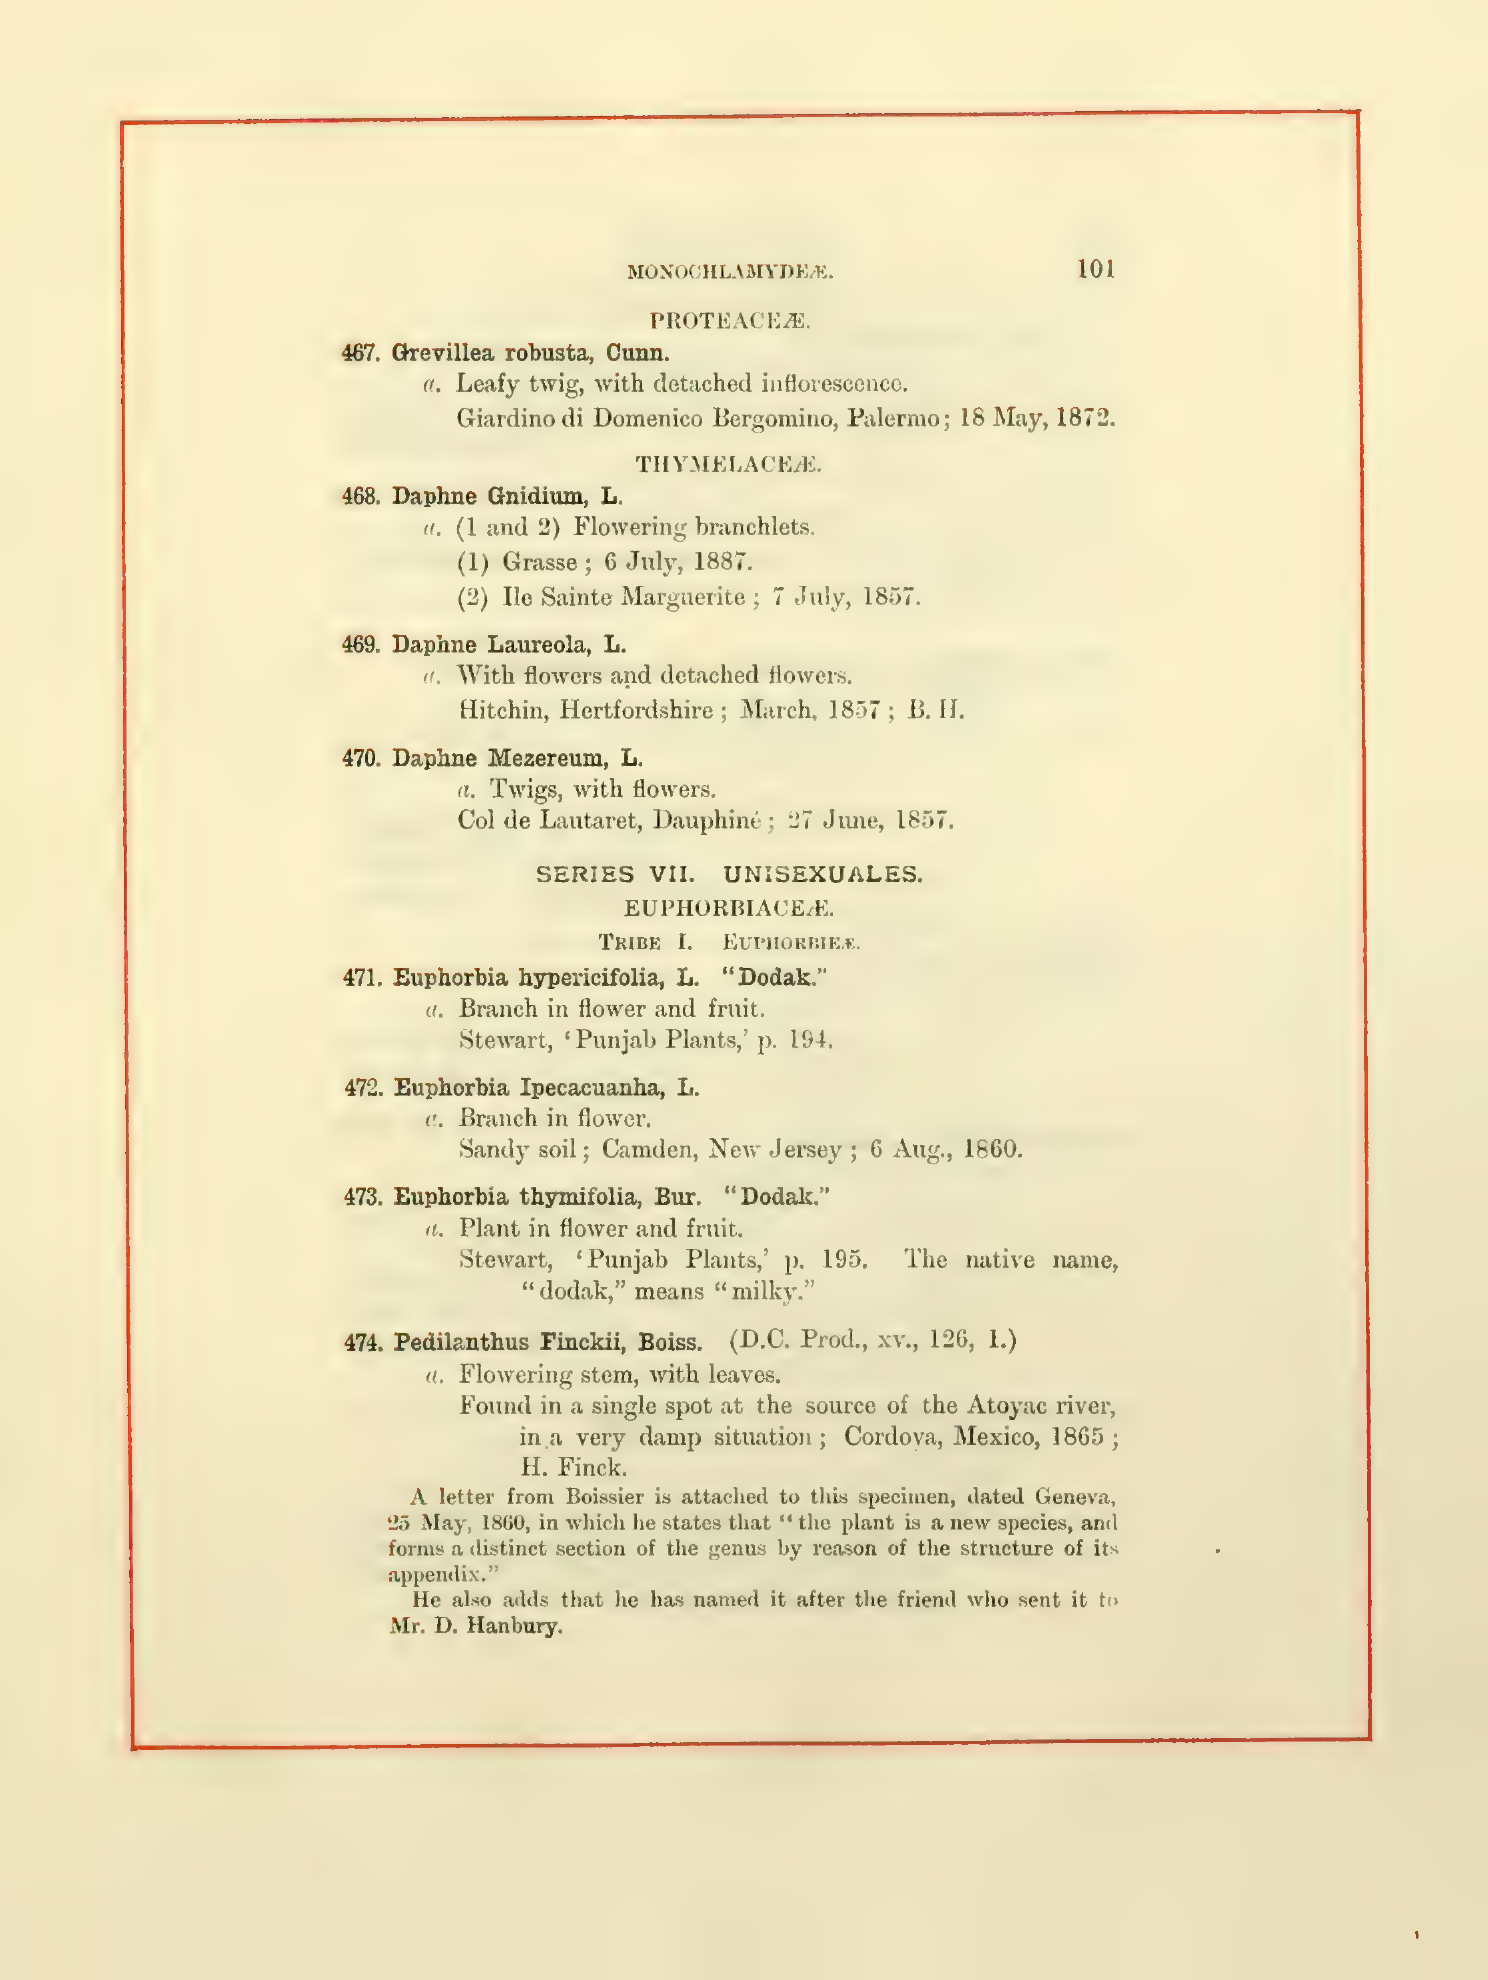 MONOCHLAMYDEÆ. 101
PROTEACEÆ.
467. Grevillea robusta, Cunn.
a. Leafy twig, with detached inflorescence.
Giardino di Domenico Bergomino, Palermo; 18 May, 1872.
THYMELACEÆ.
468. Daphne Gnidium, L.
a. (1 and 2) Flowering branchlets.
(1) Grasse; 6 July, 1887.
(2) Ile Sainte Marguerite; 7 July, 1857.
469. Daphne Laureola, L.
a. With flowers and detached flowers.
Hitchin, Hertfordshire; March, 1857; B. H.
470. Daphne Mezereum, L.
a. Twigs, with flowers.
Col de Lautaret, Dauphiné; 27 June, 1857.
SERIES VII. UNISEXUALES.
EUPHORBIACEÆ.
TRIBE I. EUPHORBIEÆ.
471. Euphorbia hypericifolia, L. "Dodak."
a. Branch in flower and fruit.
Stewart, 'Punjab Plants,' p. 194.
472. Euphorbia Ipecacuanha, L.
a. Branch in flower.
Sandy soil; Camden, New Jersey; 6 Aug., 1860.
473. Euphorbia thymifolia, Bur. "Dodak."
a. Plant in flower and fruit.
Stewart, 'Punjab Plants,' p. 195. The native name,
"dodak," means "milky."
474. Pedilanthus Finckii, Boiss. (D.C. Prod., xv., 126, 1.)
a. Flowering stem, with leaves.
Found in a single spot at the source of the Atoyac river,
in a very damp situation; Cordova, Mexico, 1865;
H. Finck.
A letter from Boissier is attached to this specimen, dated Geneva,
25 May, 1860, in which he states that "the plant is a new species, and
forms a distinct section of the genus by reason of the structure of its
appendix."
He also adds that he has named it after the friend who sent it to
Mr. D. Hanbury.